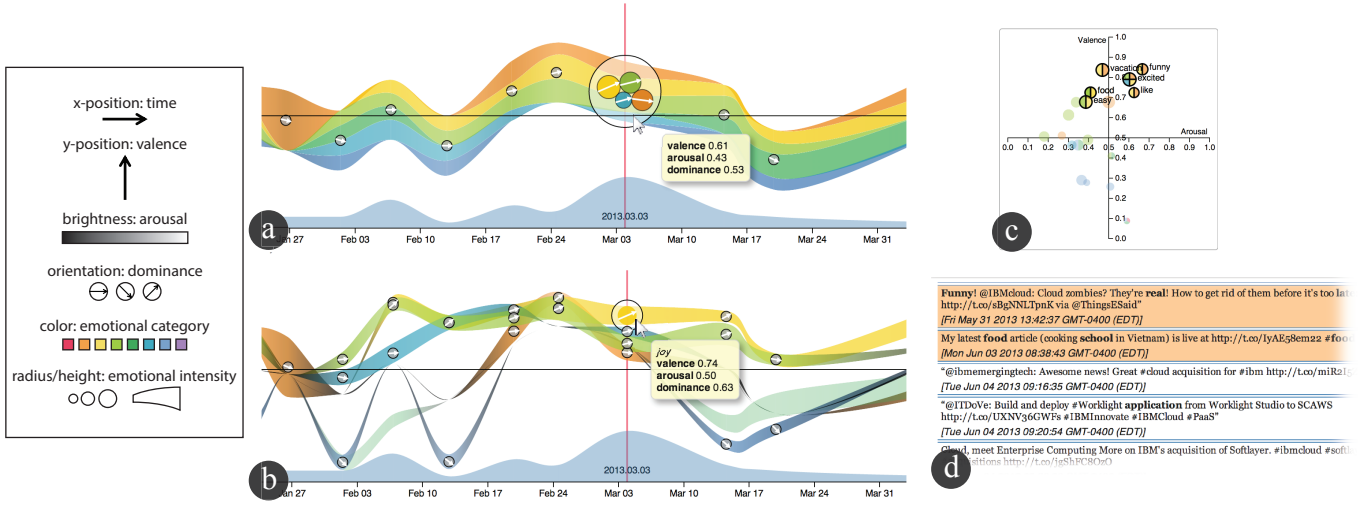 x-position: time
y-position: valence
brightness: arousal
orientation: dominance
color: emotional category
radius/height: emotional intensity
valence 0.61
arousal 0.43
dominance 0.53
2013.03.03
a
Jan 27 Feb 03 Feb 10 Feb 17 Feb 24 Mar 03 Mar 10 Mar 17 Mar 24 Mar 31
joy
valence 0.74
arousal 0.50
dominance 0.63
2013.03.03
b
Jan 27 Feb 03 Feb 10 Feb 17 Feb 24 Mar 03 Mar 10 Mar 17 Mar 24 Mar 31
Valence
1.0
0.9
vacation
funny
0.8
excited
food
like
0.7
easy
0.6
0.5
Arousal
0.0 0.1 0.2 0.3 0.4 0.5 0.6 0.7 0.8 0.9 1.0
0.4
0.3
0.2
0.1
0.0
c
Funny! @IBMcloud: Cloud zombies? They're real! How to get rid of them before it's too
http://t.co/sBgNNLTpnK via @ThingsESaid"
[Fri May 31 2013 13:42:37 GMT-0400 (EDT)]
My latest food article (cooking school in Vietnam) is live at http://t.co/IyAE58em22
[Mon Jun 03 2013 08:38:43 GMT-0400 (EDT)]
"@ibmemergingtech: Awesome news! Great #cloud acquisition for #ibm
[Tue Jun 04 2013 09:16:35 GMT-0400 (EDT)]
"@ITDoVe: Build and deploy #Worklight application from Worklight Studio to SCAWS
http://t.co/UXNV36GWFs #IBMInnovate #IBMCloud #PaaS"
[Tue Jun 04 2013 09:20:54 GMT-0400 (EDT)]
Cloud, meet Enterprise Computing More on IBM's acquisition of Softlayer. #ibmcloud
http://t.co/jgShFC8OzO
d